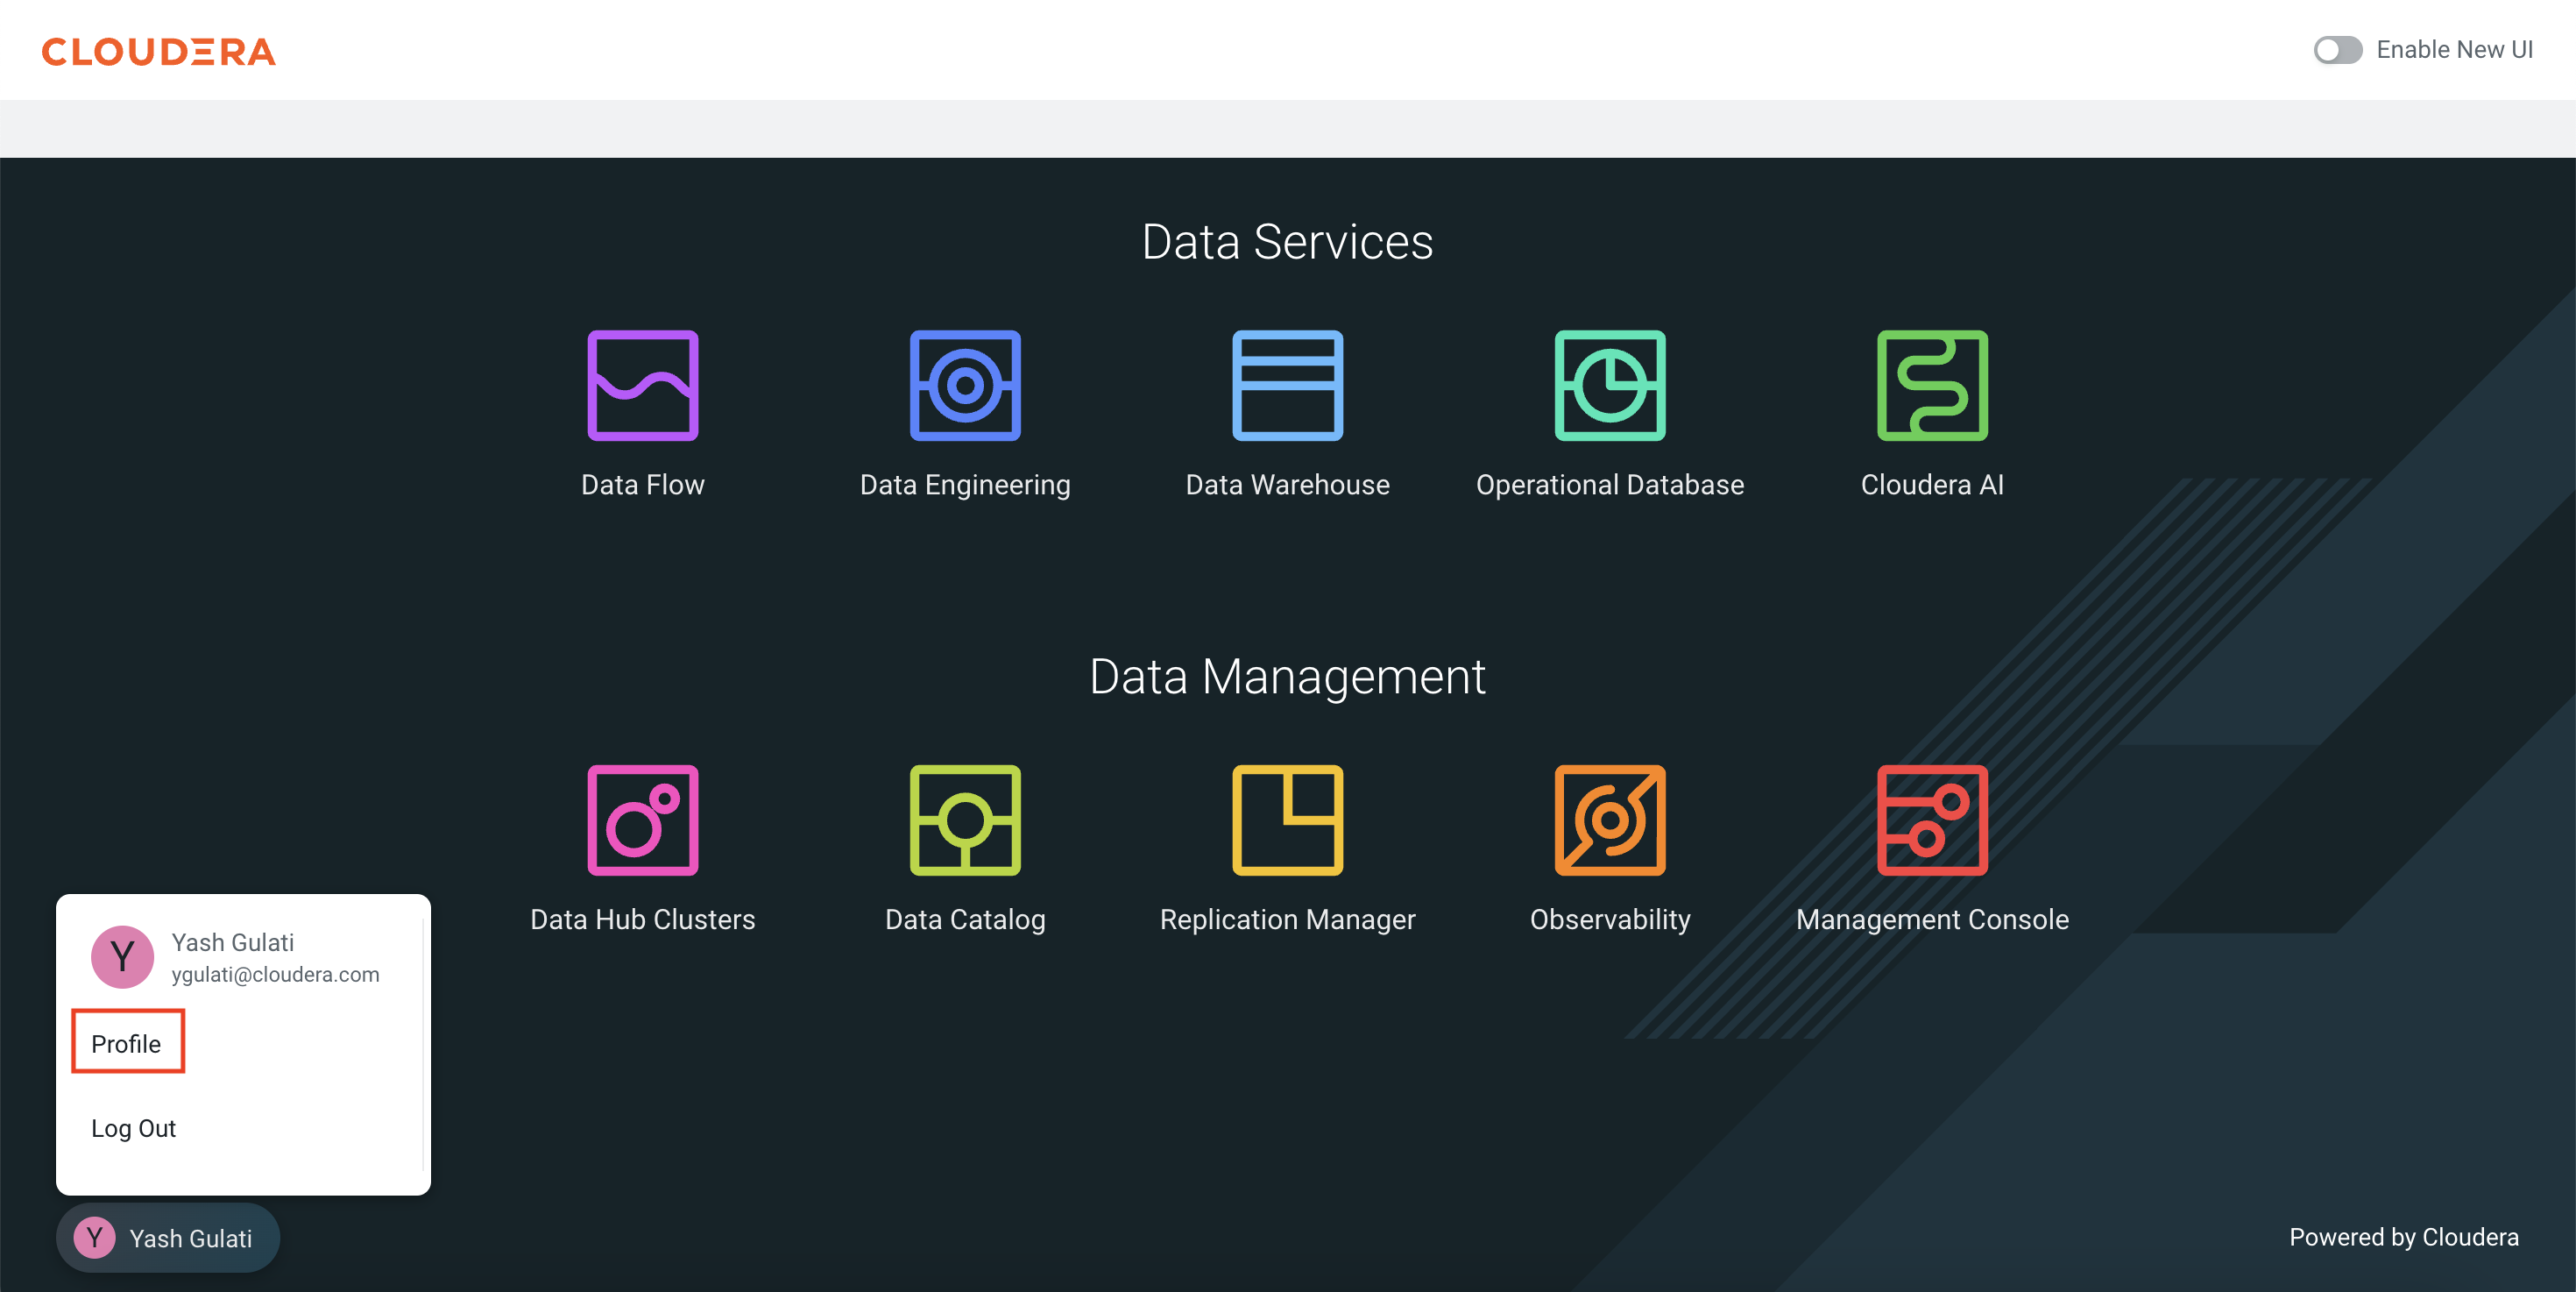 CLOUDERA
Enable New UI
Data Services
Data Flow
Data Engineering
Data Warehouse
Operational Database
Cloudera AI
Data Management
Data Hub Clusters
Data Catalog
Replication Manager
Observability
Management Console
Y
Yash Gulati
ygulati@cloudera.com
Profile
Log Out
Y
Yash Gulati
Powered by Cloudera